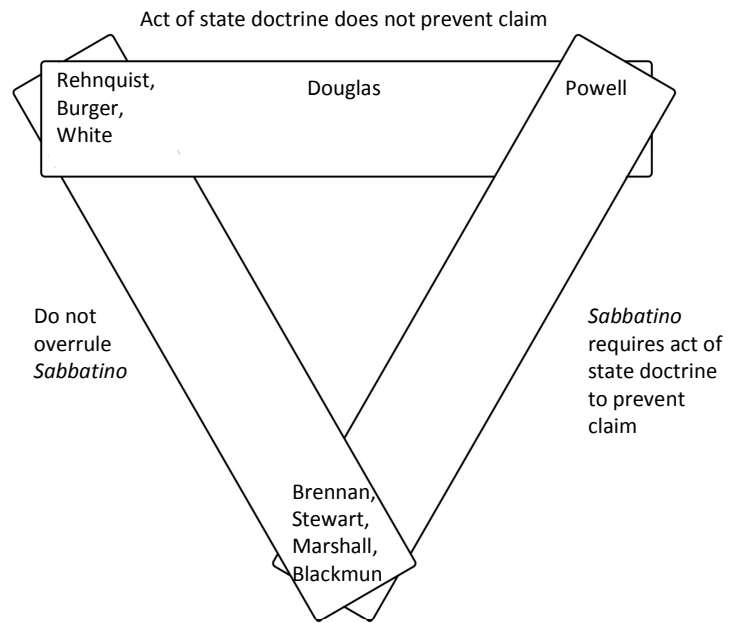 Act of state doctrine does not prevent claim
Rehnquist,
Burger,
White
Douglas
Powell
Do not
overrule
Sabbatino
Sabbatino
requires act of
state doctrine
to prevent
claim
Brennan,
Stewart,
Marshall,
Blackmun